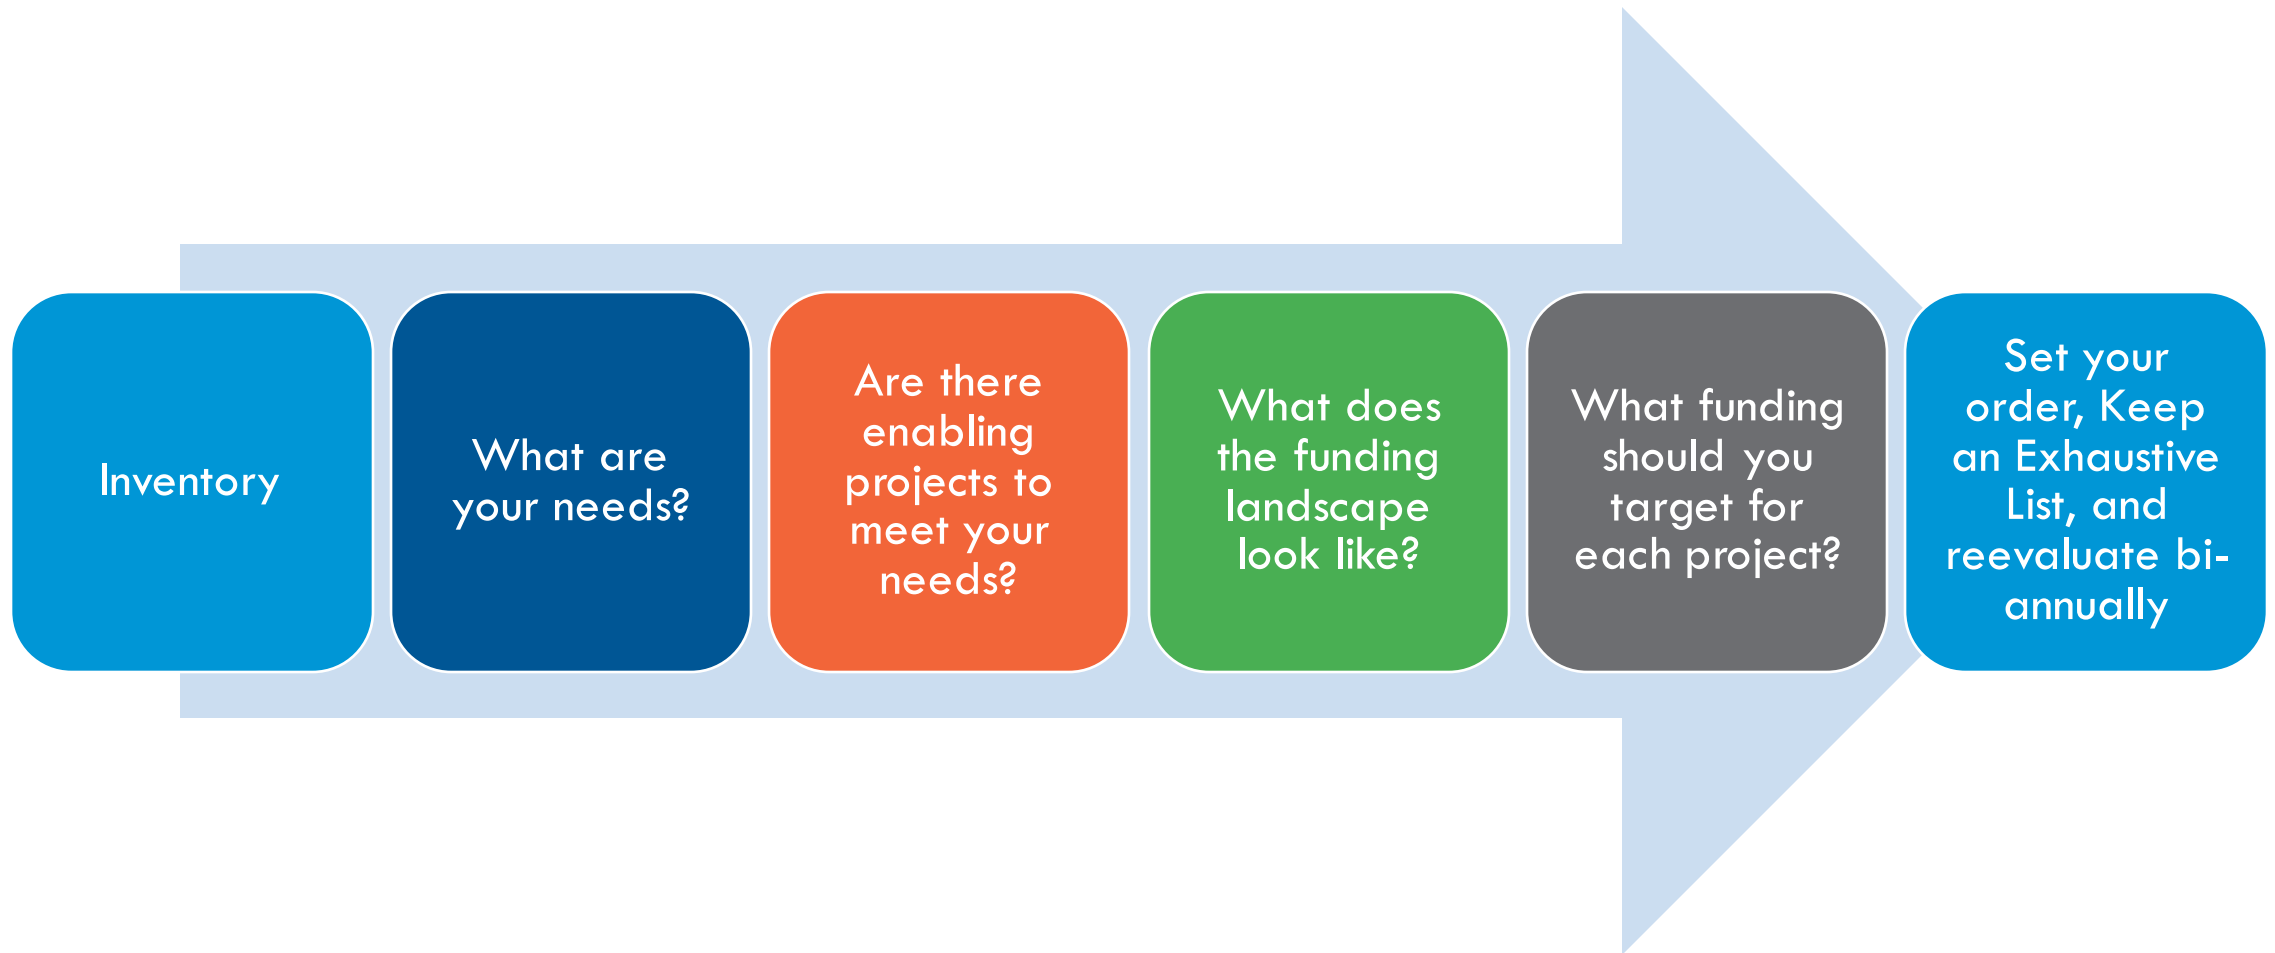 Inventory
What are
your needs?
Are there
enabling
projects to
meet your
needs?
What does
the funding
landscape
look like?
What funding
should you
target for
each project?
Set your
order, Keep
an Exhaustive
List, and
reevaluate bi-
annually